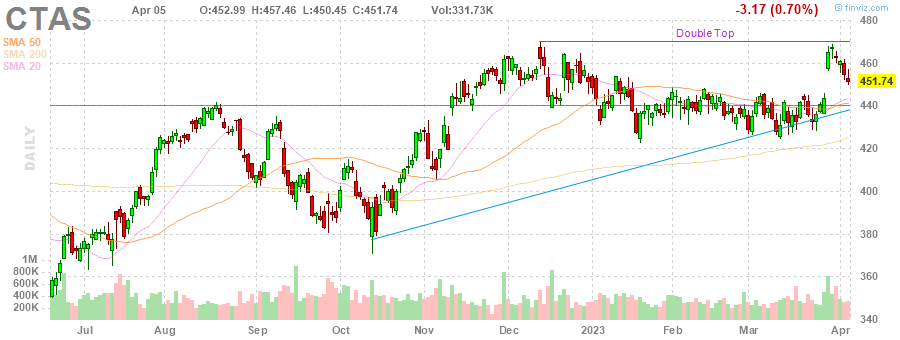 CTAS Apr 05 O:452.99 H:457.46 L:450.45 C:451.74 Vol:331.73K -3.17 (0.70%) © finviz.com
SMA 50
SMA 200
SMA 20
Double Top
480
460
451.74
440
420
400
380
360
340
DAILY
1M
800K
600K
400K
200K
Jul Aug Sep Oct Nov Dec 2023 Feb Mar Apr